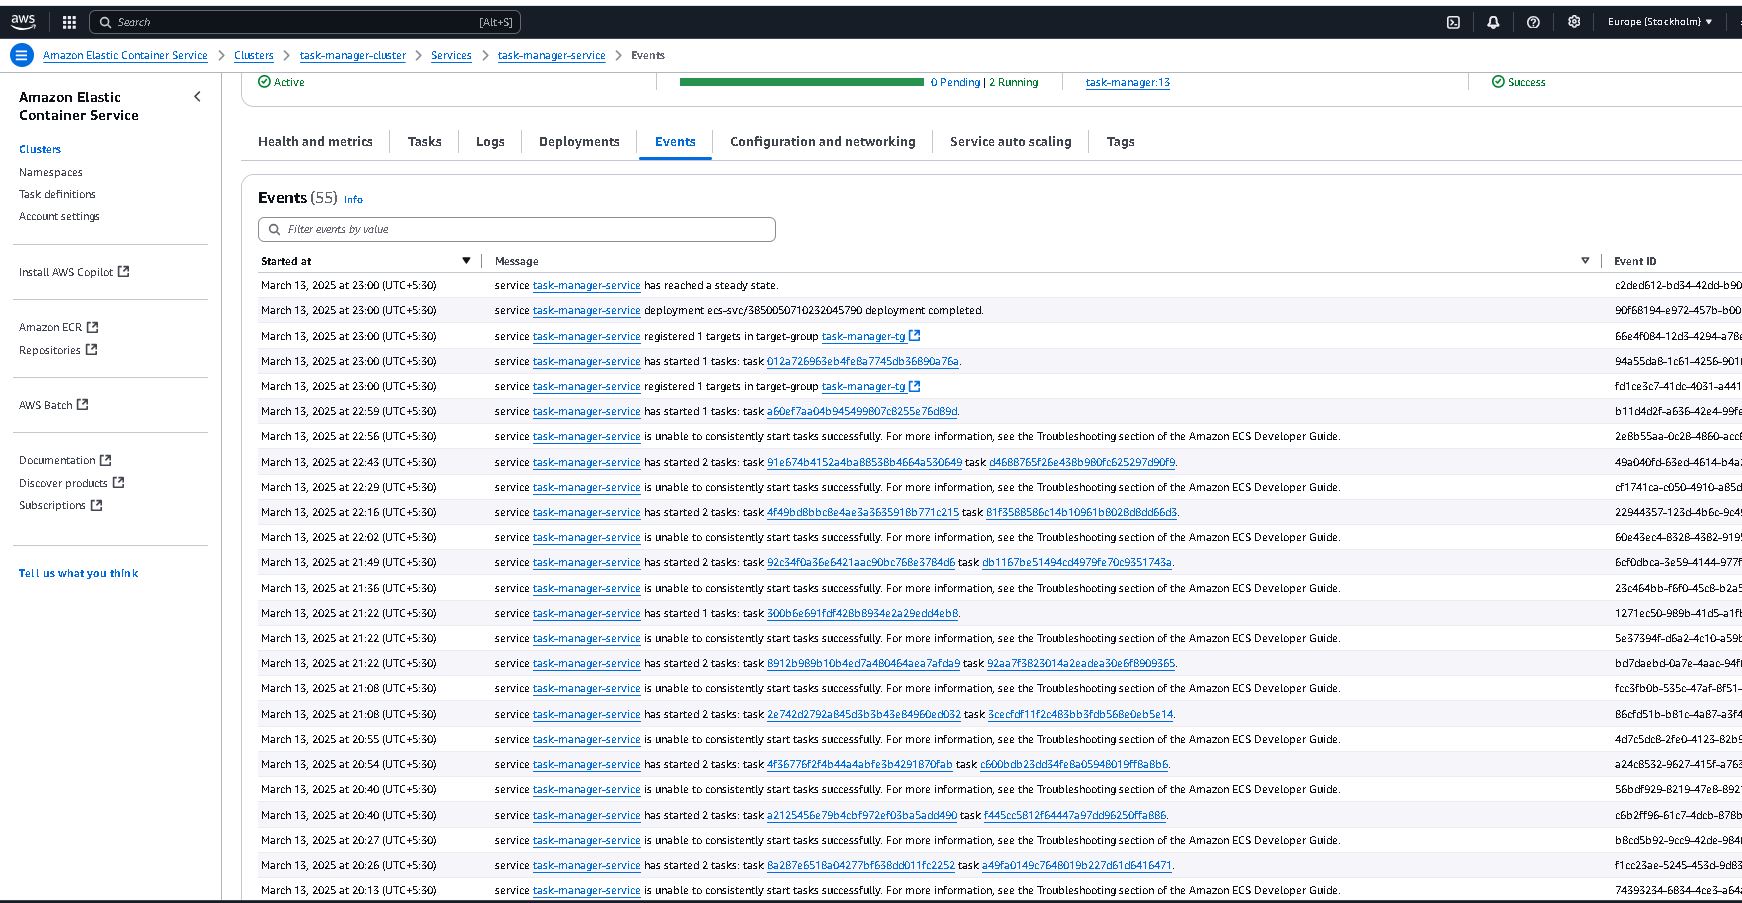 aws Search [Alt+S] Europe (Stockholm)
Amazon Elastic Container Service > Clusters > task-manager-cluster > Services > task-manager-service > Events
Amazon Elastic Container Service
Clusters
Namespaces
Task definitions
Account settings
Install AWS Copilot
Amazon ECR
Repositories
AWS Batch
Documentation
Discover products
Subscriptions
Tell us what you think
Active 0 Pending | 2 Running task-manager:13 Success
Health and metrics Tasks Logs Deployments Events Configuration and networking Service auto scaling Tags
Events (55) Info
Filter events by value
Started at Message Event ID
March 13, 2025 at 23:00 (UTC+5:30) service task-manager-service has reached a steady state. c2ded612-bd34-42dd-b90
March 13, 2025 at 23:00 (UTC+5:30) service task-manager-service deployment ecs-svc/3850050710232045790 deployment completed. 90f68194-e972-457b-b00
March 13, 2025 at 23:00 (UTC+5:30) service task-manager-service registered 1 targets in target-group task-manager-tg 66e4f084-12d3-4294-a78e
March 13, 2025 at 23:00 (UTC+5:30) service task-manager-service has started 1 tasks: task 012a726963eb4fe8a7745db36890a76a. 94a55da8-1c61-4256-901
March 13, 2025 at 23:00 (UTC+5:30) service task-manager-service registered 1 targets in target-group task-manager-tg fd1ce3c7-41dc-4031-a441
March 13, 2025 at 22:59 (UTC+5:30) service task-manager-service has started 1 tasks: task a60ef7aa04b945499807c8255e76d89d. b11d4d2f-a636-42e4-99fe
March 13, 2025 at 22:56 (UTC+5:30) service task-manager-service is unable to consistently start tasks successfully. For more information, see the Troubleshooting section of the Amazon ECS Developer Guide. 2e8b55aa-0c28-4860-acc
March 13, 2025 at 22:43 (UTC+5:30) service task-manager-service has started 2 tasks: task 91e674b4152a4ba88538b4664a530649 task d4688765f26e438b980fc625297d90f9. 49a040fd-63ed-4614-b4a
March 13, 2025 at 22:29 (UTC+5:30) service task-manager-service is unable to consistently start tasks successfully. For more information, see the Troubleshooting section of the Amazon ECS Developer Guide. cf1741ca-c050-4910-a85d
March 13, 2025 at 22:16 (UTC+5:30) service task-manager-service has started 2 tasks: task 4f49bd8bbc8e4ae3a3635918b771c215 task 81f3588586c14b10961b8028d8dd66d3. 22944357-123d-4b6c-9c4
March 13, 2025 at 22:02 (UTC+5:30) service task-manager-service is unable to consistently start tasks successfully. For more information, see the Troubleshooting section of the Amazon ECS Developer Guide. 60e43ec4-8328-4382-919
March 13, 2025 at 21:49 (UTC+5:30) service task-manager-service has started 2 tasks: task 92c34f0a36e6421aac90bc768e3784d6 task db1167be51494cd4979fe70c9351743a. 6cf0dbca-3e59-4144-977f
March 13, 2025 at 21:36 (UTC+5:30) service task-manager-service is unable to consistently start tasks successfully. For more information, see the Troubleshooting section of the Amazon ECS Developer Guide. 23c464bb-f6f0-45c8-b2a
March 13, 2025 at 21:22 (UTC+5:30) service task-manager-service has started 1 tasks: task 300b6e691fdf428b8934e2a29edd4eb8. 1271ec50-989b-41d5-a1f
March 13, 2025 at 21:22 (UTC+5:30) service task-manager-service is unable to consistently start tasks successfully. For more information, see the Troubleshooting section of the Amazon ECS Developer Guide. 5e37394f-d6a2-4c10-a59
March 13, 2025 at 21:22 (UTC+5:30) service task-manager-service has started 2 tasks: task 8912b989b10b4ed7a480464aea7afda9 task 92aa7f3823014a2eadea30e6f8909365. bd7daebd-0a7e-4aac-94f
March 13, 2025 at 21:08 (UTC+5:30) service task-manager-service is unable to consistently start tasks successfully. For more information, see the Troubleshooting section of the Amazon ECS Developer Guide. fcc3fb0b-535c-47af-8f51-
March 13, 2025 at 21:08 (UTC+5:30) service task-manager-service has started 2 tasks: task 2e742d2792a845d3b3b43e84960ed032 task 3cecfdf11f2c483bb3fdb568e0eb5e14. 86cfd51b-b81c-4a87-a3f4
March 13, 2025 at 20:55 (UTC+5:30) service task-manager-service is unable to consistently start tasks successfully. For more information, see the Troubleshooting section of the Amazon ECS Developer Guide. 4d7c5dc8-2fe0-4123-82b
March 13, 2025 at 20:54 (UTC+5:30) service task-manager-service has started 2 tasks: task 4f36776f2f4b44a4abfe3b4291870fab task c600bdb23dd34fe8a05948019ff8a8b6. a24c8532-9627-415f-a763
March 13, 2025 at 20:40 (UTC+5:30) service task-manager-service is unable to consistently start tasks successfully. For more information, see the Troubleshooting section of the Amazon ECS Developer Guide. 56bdf929-8219-47e8-892
March 13, 2025 at 20:40 (UTC+5:30) service task-manager-service has started 2 tasks: task a2125456e79b4cbf972ef03ba5add490 task f445cc5812f64447a97dd96250ffa886. c6b2ff96-61c7-4dcb-878b
March 13, 2025 at 20:27 (UTC+5:30) service task-manager-service is unable to consistently start tasks successfully. For more information, see the Troubleshooting section of the Amazon ECS Developer Guide. b8cd5b92-9cc9-42de-984
March 13, 2025 at 20:26 (UTC+5:30) service task-manager-service has started 2 tasks: task 8a287e6518a04277bf638dd011fc2252 task a49fa0149c7648019b227d61d6416471. f1cc23ae-5245-453d-9d83
March 13, 2025 at 20:13 (UTC+5:30) service task-manager-service is unable to consistently start tasks successfully. For more information, see the Troubleshooting section of the Amazon ECS Developer Guide. 74393234-6834-4ce3-a64